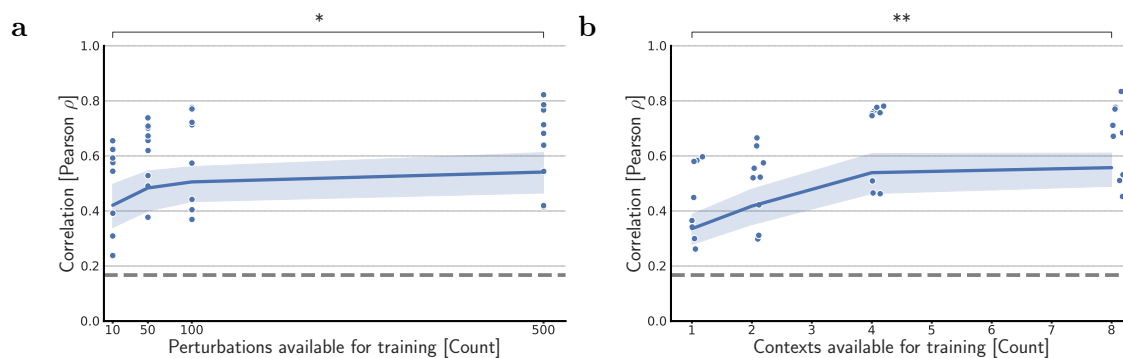 a
*
1.0
0.8
0.6
0.4
0.2
0.0
Correlation [Pearson ρ]
10 50 100 500
Perturbations available for training [Count]
b
**
1.0
0.8
0.6
0.4
0.2
0.0
Correlation [Pearson ρ]
1 2 3 4 5 6 7 8
Contexts available for training [Count]